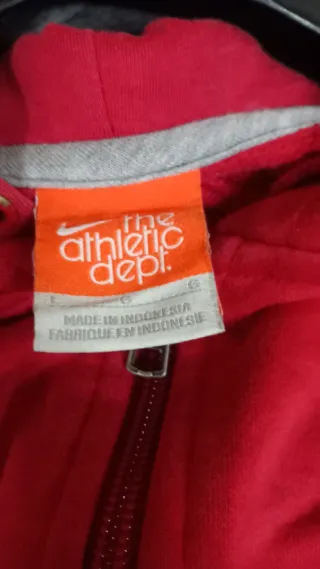 the
athletic
dept.
L G G
MADE IN INDONESIA
FABRIQUE EN INDONESIE